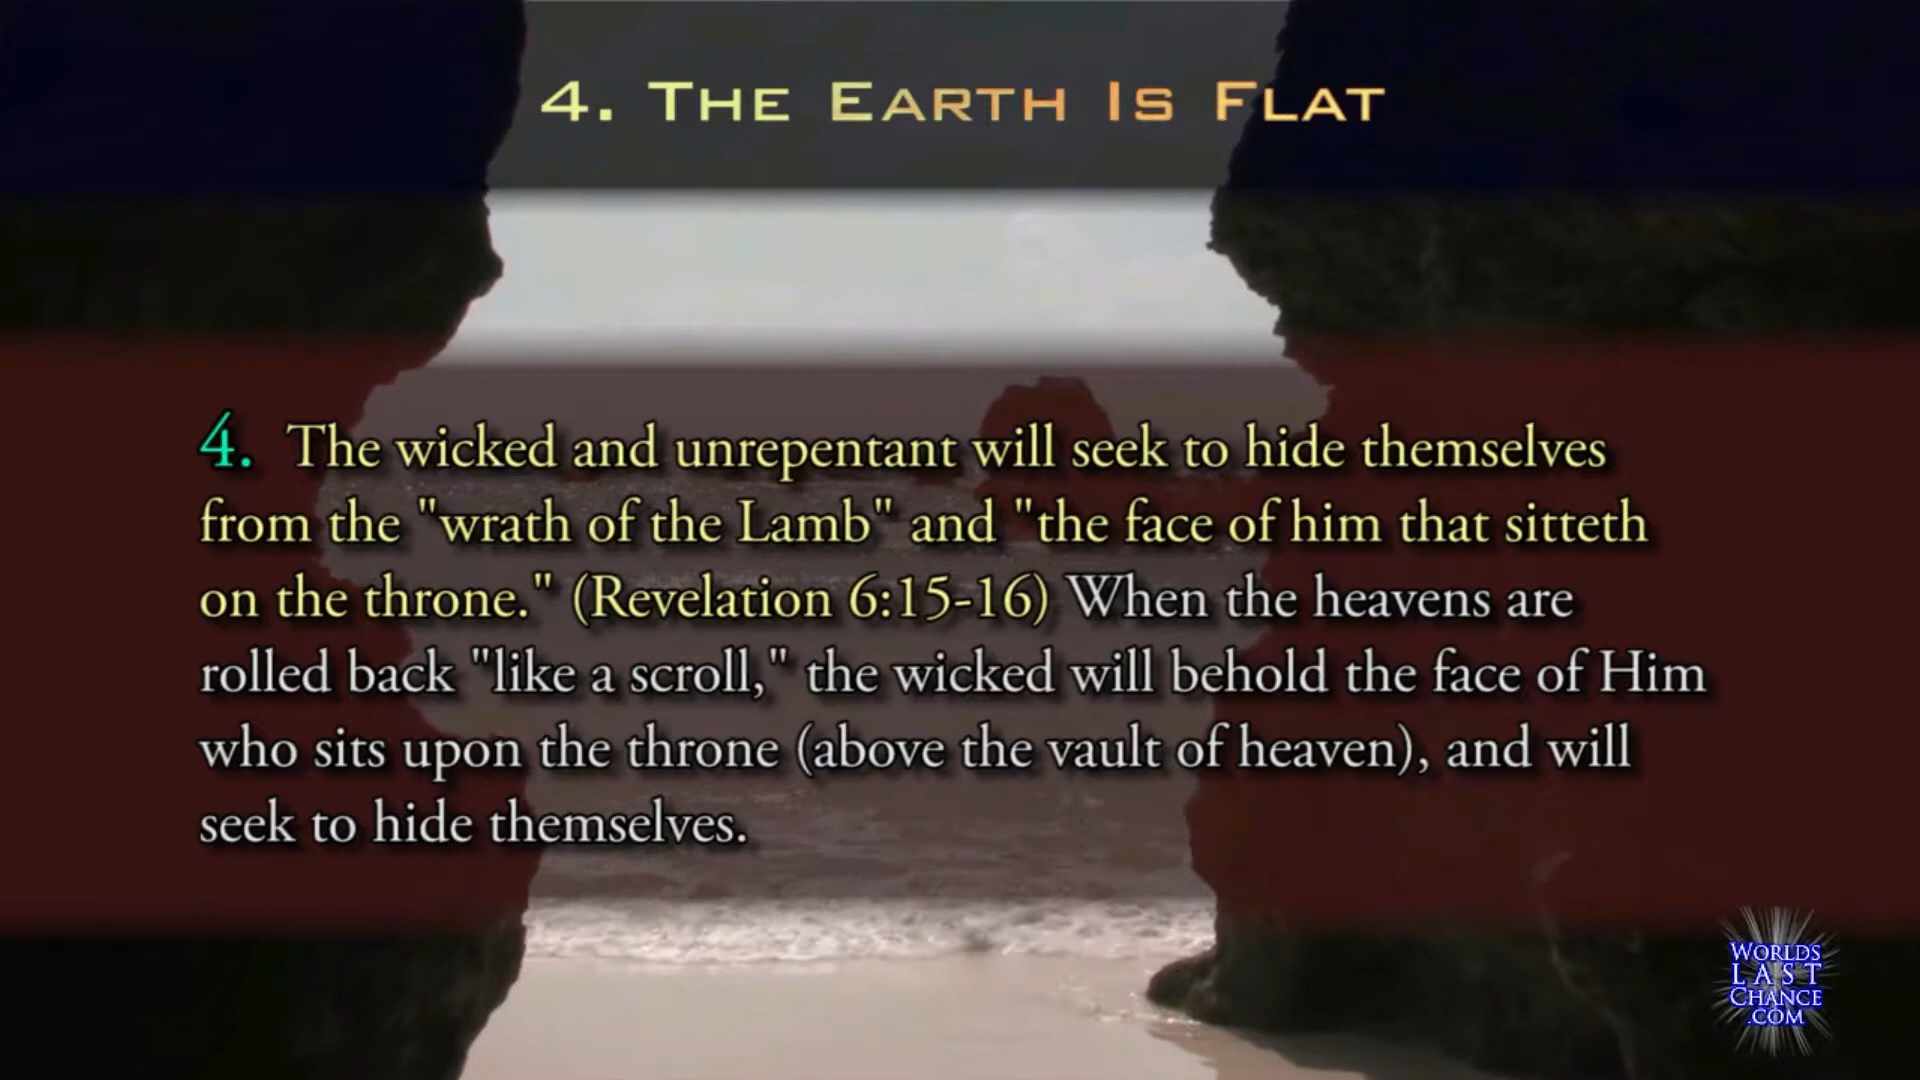 4. THE EARTH IS FLAT
4. The wicked and unrepentant will seek to hide themselves
from the "wrath of the Lamb" and "the face of him that sitteth
on the throne." (Revelation 6:15-16) When the heavens are
rolled back "like a scroll," the wicked will behold the face of Him
who sits upon the throne (above the vault of heaven), and will
seek to hide themselves.
WORLDS
LAST
CHANCE
.COM